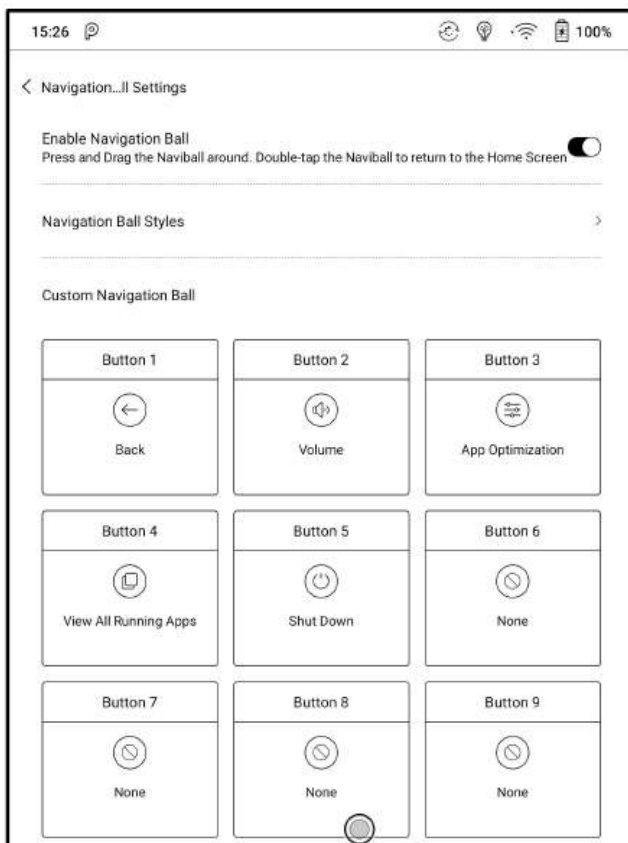 15:26 100%
Navigation...ll Settings
Enable Navigation Ball
Press and Drag the Naviball around. Double-tap the Naviball to return to the Home Screen
Navigation Ball Styles
Custom Navigation Ball
Button 1 Button 2 Button 3
Back Volume App Optimization
Button 4 Button 5 Button 6
View All Running Apps Shut Down None
Button 7 Button 8 Button 9
None None None